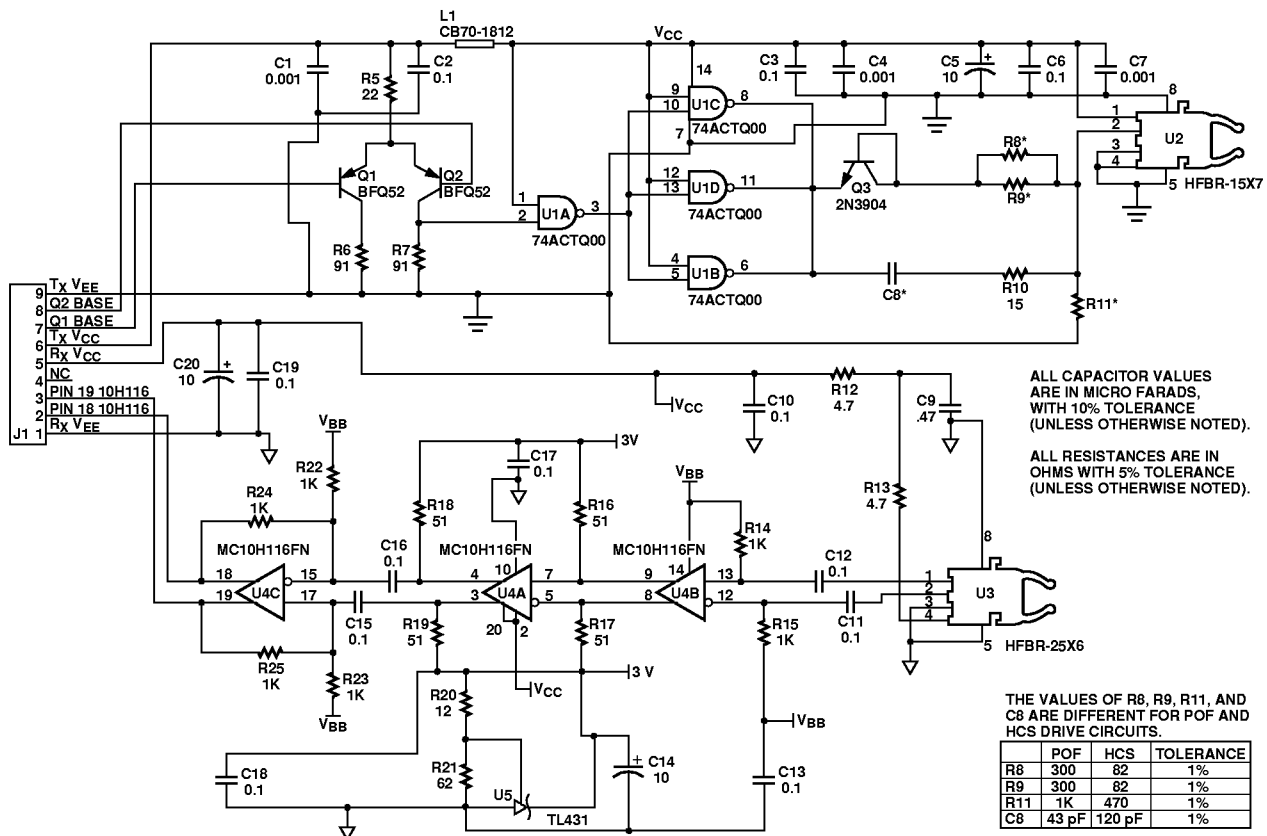 L1
CB70-1812
VCC
C1
0.001
R5
22
C2
0.1
14
9
10
U1C
8
74ACTQ00
7
C3
0.1
C4
0.001
C5
10
+
C6
0.1
C7
0.001
8
1
2
3
4
5
U2
HFBR-15X7
Q1
BFQ52
Q2
BFQ52
1
2
U1A
3
74ACTQ00
12
13
U1D
11
74ACTQ00
Q3
2N3904
R8*
R9*
R6
91
R7
91
4
5
U1B
6
74ACTQ00
C8*
R10
15
R11*
TX VEE
9
Q2 BASE
8
Q1 BASE
7
TX VCC
6
RX VCC
5
NC
4
PIN 19 10H116
3
PIN 18 10H116
2
RX VEE
J1 1
C20
10
+
C19
0.1
VCC
C10
0.1
R12
4.7
C9
.47
ALL CAPACITOR VALUES
ARE IN MICRO FARADS,
WITH 10% TOLERANCE
(UNLESS OTHERWISE NOTED).
ALL RESISTANCES ARE IN
OHMS WITH 5% TOLERANCE
(UNLESS OTHERWISE NOTED).
VBB
R22
1K
R24
1K
MC10H116FN
18
19
U4C
15
17
R25
1K
R23
1K
VBB
C16
0.1
C15
0.1
R18
51
3V
C17
0.1
MC10H116FN
10
4
3
U4A
7
5
20
2
R19
51
R16
51
R17
51
VCC
VBB
MC10H116FN
14
9
8
U4B
13
12
R14
1K
R15
1K
C12
0.1
C11
0.1
R13
4.7
8
1
2
3
4
5
U3
HFBR-25X6
3 V
R20
12
R21
62
U5
TL431
+
C14
10
VBB
C13
0.1
C18
0.1
THE VALUES OF R8, R9, R11, AND
C8 ARE DIFFERENT FOR POF AND
HCS DRIVE CIRCUITS.
POF HCS TOLERANCE
R8 300 82 1%
R9 300 82 1%
R11 1K 470 1%
C8 43 pF 120 pF 1%